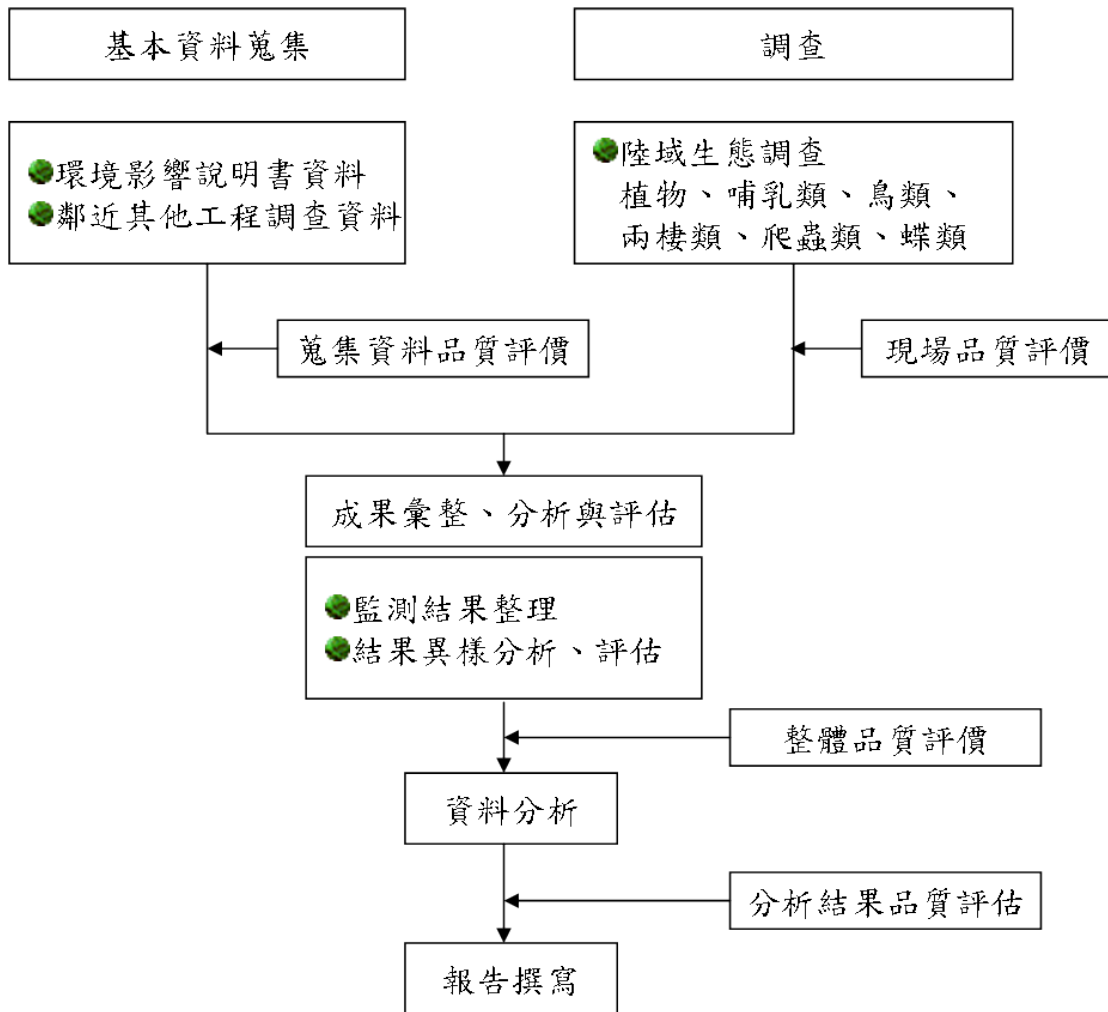 基本資料蒐集
調查
環境影響說明書資料
鄰近其他工程調查資料
陸域生態調查
植物、哺乳類、鳥類、
兩棲類、爬蟲類、蝶類
蒐集資料品質評價
現場品質評價
成果彙整、分析與評估
監測結果整理
結果異樣分析、評估
整體品質評價
資料分析
分析結果品質評估
報告撰寫